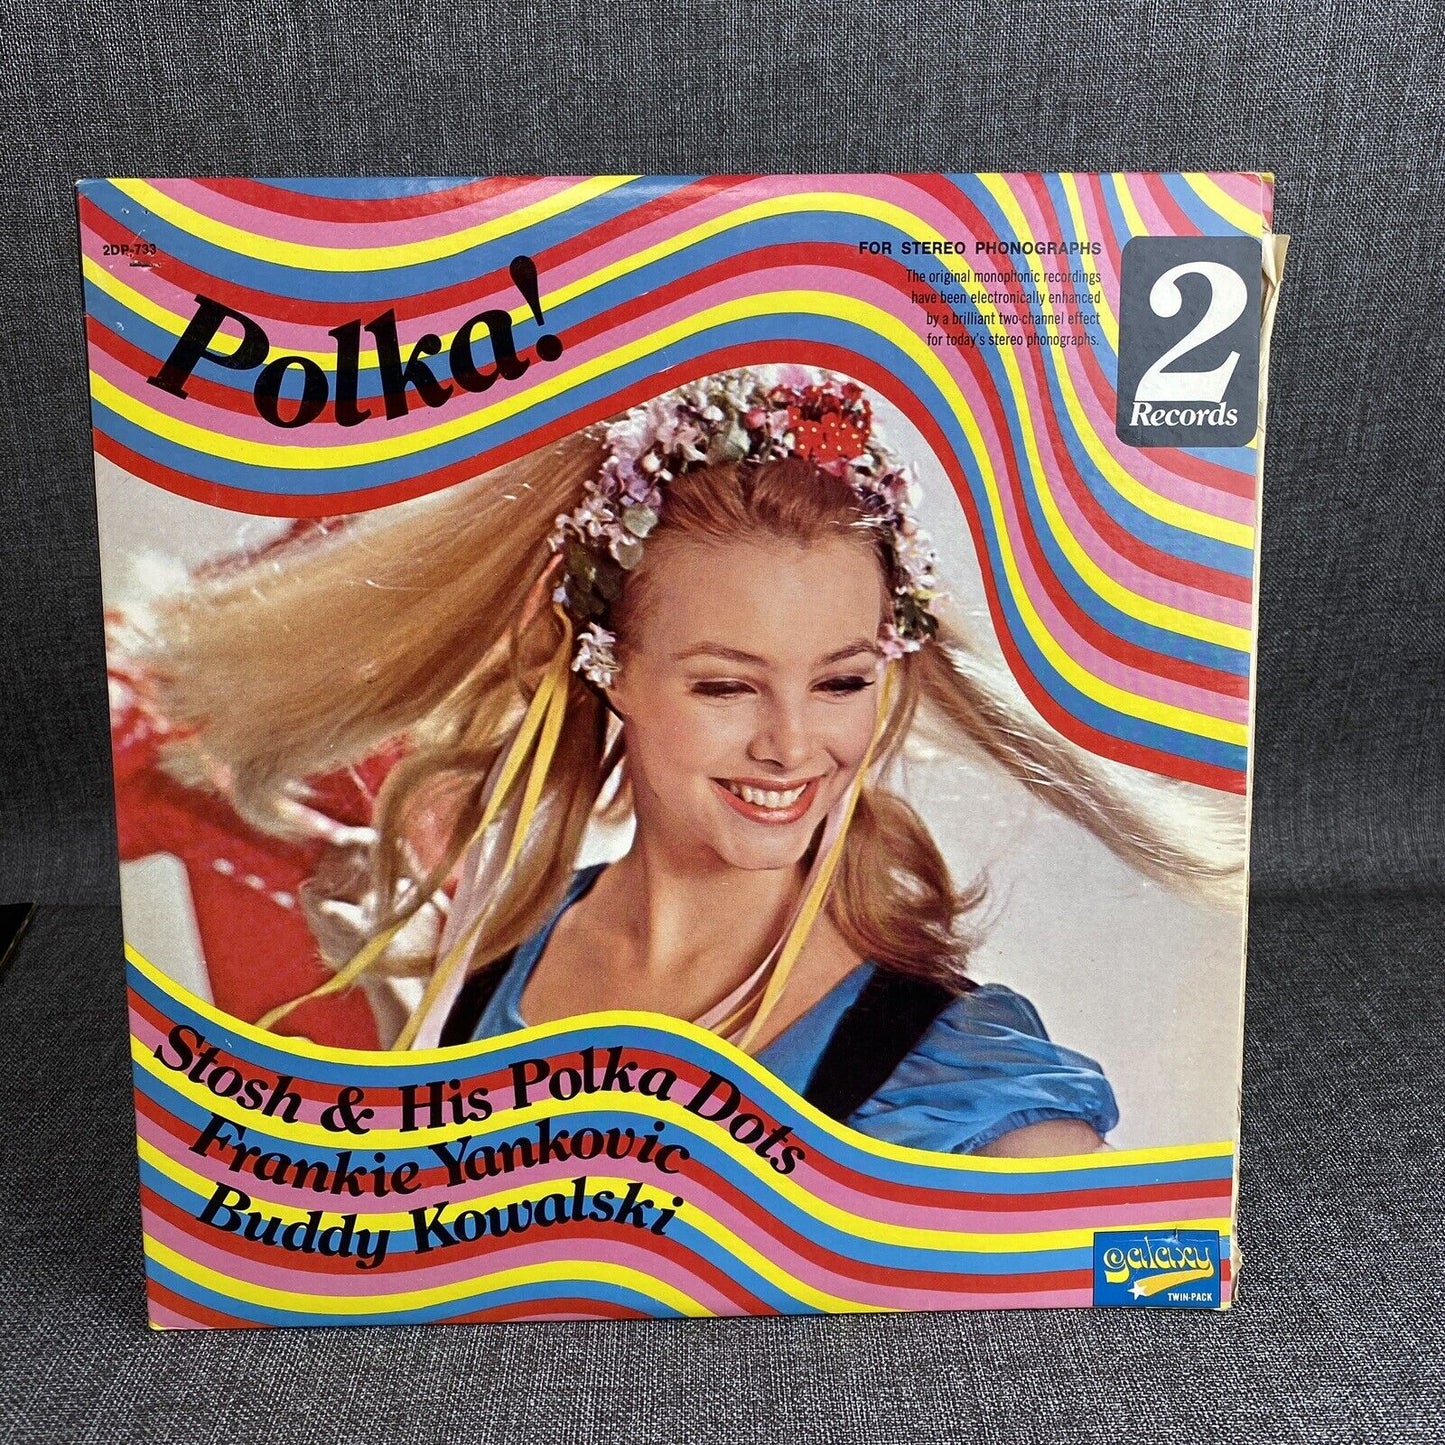 2DP-733
Polka!
FOR STEREO PHONOGRAPHS
The original monophonic recordings
have been electronically enhanced
by a brilliant two-channel effect
for today's stereo phonographs.
2
Records
Stosh & His Polka Dots
Frankie Yankovic
Buddy Kowalski
galaxy
TWIN-PACK